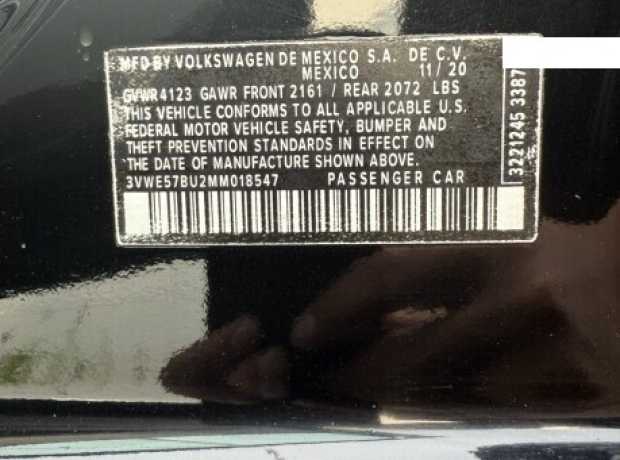 MFD BY VOLKSWAGEN DE MEXICO S.A. DE C.V.
MEXICO 11/20
GVWR 4123 GAWR FRONT 2161 / REAR 2072 LBS
THIS VEHICLE CONFORMS TO ALL APPLICABLE U.S.
FEDERAL MOTOR VEHICLE SAFETY, BUMPER AND
THEFT PREVENTION STANDARDS IN EFFECT ON
THE DATE OF MANUFACTURE SHOWN ABOVE.
3VWE57BU2MM018547 PASSENGER CAR
3221245 3387